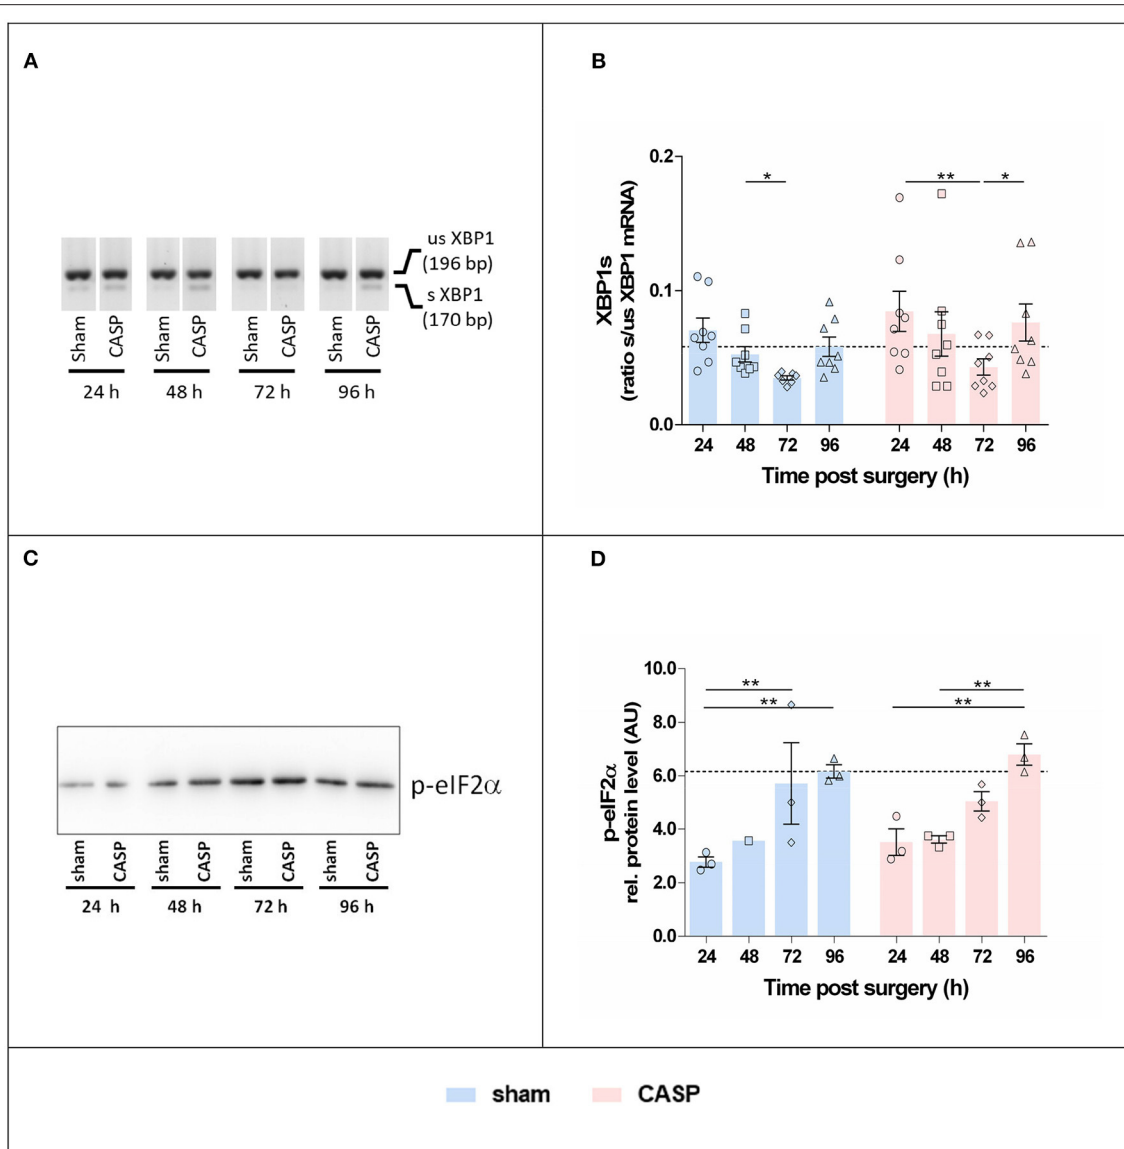 A
us XBP1
(196 bp)
s XBP1
(170 bp)
Sham CASP Sham CASP Sham CASP Sham CASP
24 h 48 h 72 h 96 h
B
XBP1s
(ratio s/us XBP1 mRNA)
0.2
0.1
0.0
* ** *
24 48 72 96 24 48 72 96
Time post surgery (h)
C
p-eIF2α
sham CASP sham CASP sham CASP sham CASP
24 h 48 h 72 h 96 h
D
p-eIF2α
rel. protein level (AU)
10.0
8.0
6.0
4.0
2.0
0.0
** **
** **
24 48 72 96 24 48 72 96
Time post surgery (h)
sham CASP